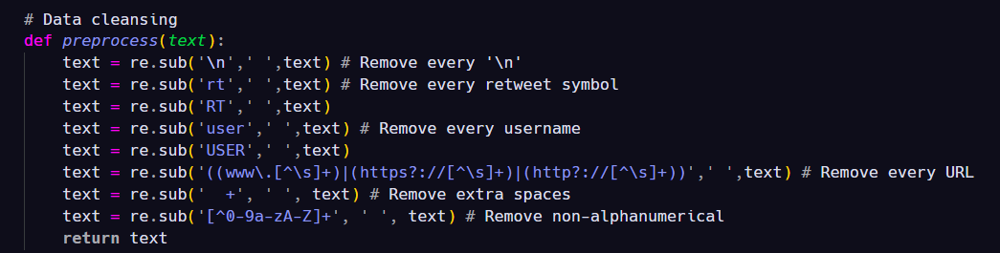 # Data cleansing
def preprocess(text):
    text = re.sub('\n',' ',text) # Remove every '\n'
    text = re.sub('rt',' ',text) # Remove every retweet symbol
    text = re.sub('RT',' ',text)
    text = re.sub('user',' ',text) # Remove every username
    text = re.sub('USER',' ',text)
    text = re.sub('((www\.[^\s]+)|(https?://[^\s]+)|(http?://[^\s]+))',' ',text) # Remove every URL
    text = re.sub('  +', ' ', text) # Remove extra spaces
    text = re.sub('[^0-9a-zA-Z]+', ' ', text) # Remove non-alphanumerical
    return text